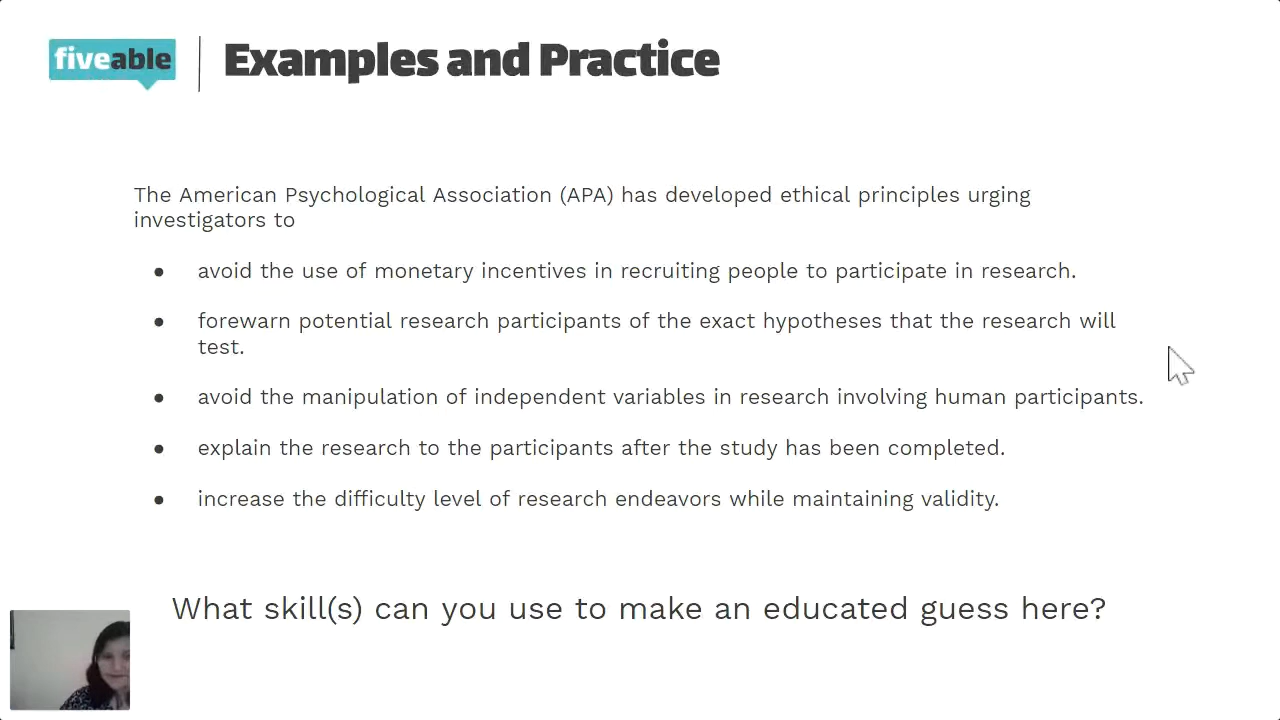 fiveable
Examples and Practice
The American Psychological Association (APA) has developed ethical principles urging
investigators to
● avoid the use of monetary incentives in recruiting people to participate in research.
● forewarn potential research participants of the exact hypotheses that the research will
test.
● avoid the manipulation of independent variables in research involving human participants.
● explain the research to the participants after the study has been completed.
● increase the difficulty level of research endeavors while maintaining validity.
What skill(s) can you use to make an educated guess here?